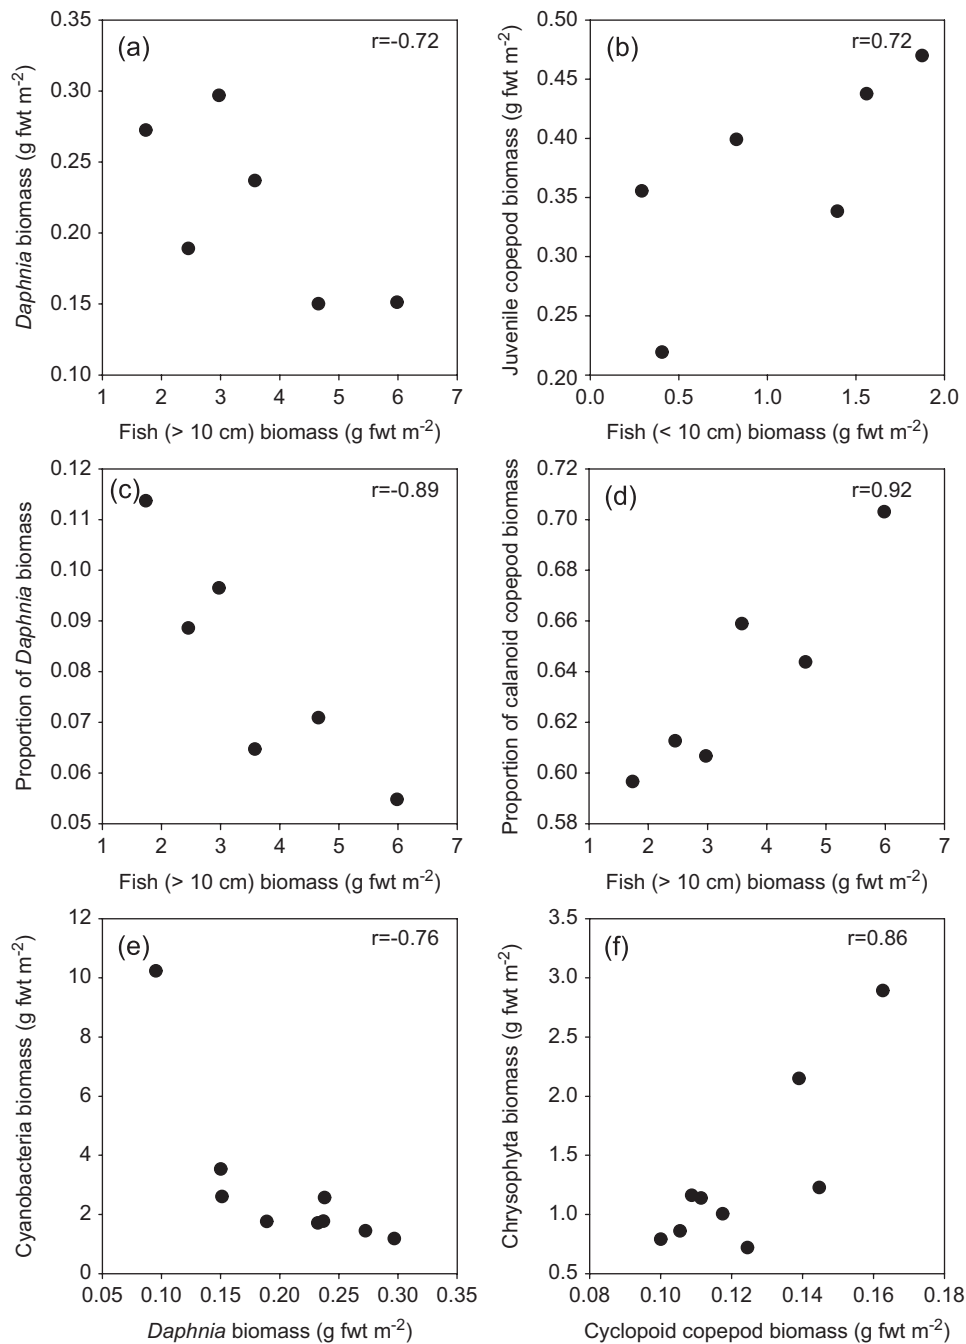 (a)
r=-0.72
0.35
0.30
0.25
0.20
0.15
0.10
Daphnia biomass (g fwt m-2)
1 2 3 4 5 6 7
Fish (> 10 cm) biomass (g fwt m-2)
(b)
r=0.72
0.50
0.45
0.40
0.35
0.30
0.25
0.20
Juvenile copepod biomass (g fwt m-2)
0.0 0.5 1.0 1.5 2.0
Fish (< 10 cm) biomass (g fwt m-2)
(c)
r=-0.89
0.12
0.11
0.10
0.09
0.08
0.07
0.06
0.05
Proportion of Daphnia biomass
1 2 3 4 5 6 7
Fish (> 10 cm) biomass (g fwt m-2)
(d)
r=0.92
0.72
0.70
0.68
0.66
0.64
0.62
0.60
0.58
Proportion of calanoid copepod biomass
1 2 3 4 5 6 7
Fish (> 10 cm) biomass (g fwt m-2)
(e)
r=-0.76
12
10
8
6
4
2
0
Cyanobacteria biomass (g fwt m-2)
0.05 0.10 0.15 0.20 0.25 0.30 0.35
Daphnia biomass (g fwt m-2)
(f)
r=0.86
3.5
3.0
2.5
2.0
1.5
1.0
0.5
Chrysophyta biomass (g fwt m-2)
0.08 0.10 0.12 0.14 0.16 0.18
Cyclopoid copepod biomass (g fwt m-2)